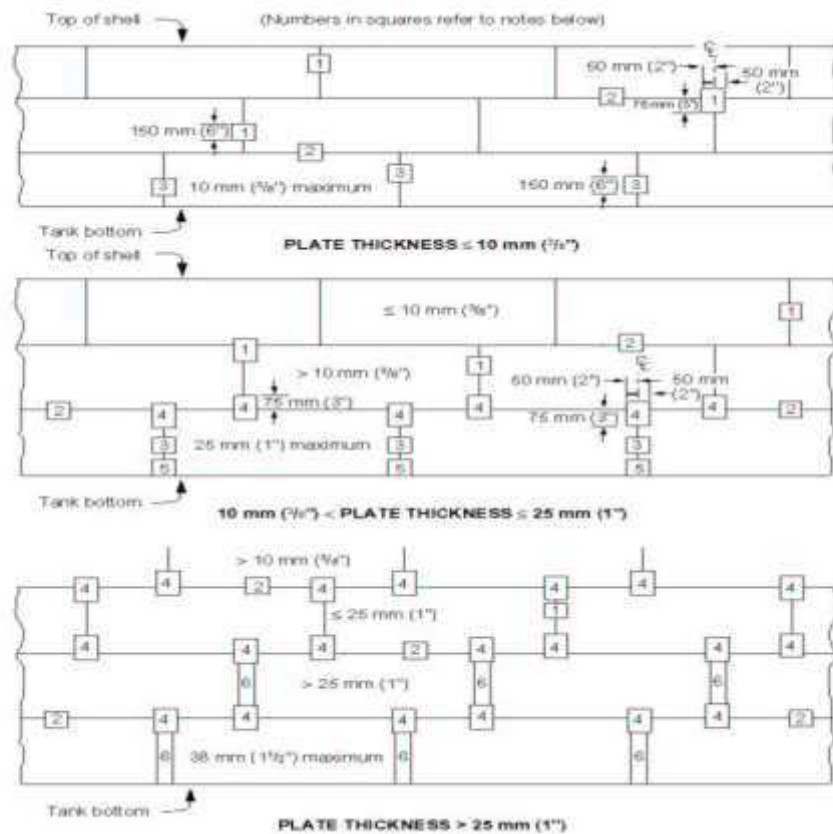 Top of shell (Numbers in squares refer to notes below)
1 ℄
50 mm (2") 50 mm
(2")
2 75 mm (3") 1
150 mm
(6") 1
2
3 10 mm (3/8") maximum 3 150 mm (6") 3
Tank bottom
PLATE THICKNESS ≤ 10 mm (3/8")
Top of shell
≤ 10 mm (3/8") 1
1 2
> 10 mm (3/8") 1 ℄
50 mm (2") 50 mm
(2")
2 4 75 mm (3") 4 4 4 75 mm (3") 4 4 2
3 25 mm (1") maximum 3 3
5 5 5
Tank bottom
10 mm (3/8") < PLATE THICKNESS ≤ 25 mm (1")
> 10 mm (3/8")
4 4 2 4 4 4 4 4
≤ 25 mm (1") 1
4 4 4 2 4 4 4 4
6 > 25 mm (1") 6 6
2 4 4 4 4 4 4 2
6 38 mm (1 1/2") maximum 6 6
Tank bottom
PLATE THICKNESS > 25 mm (1")